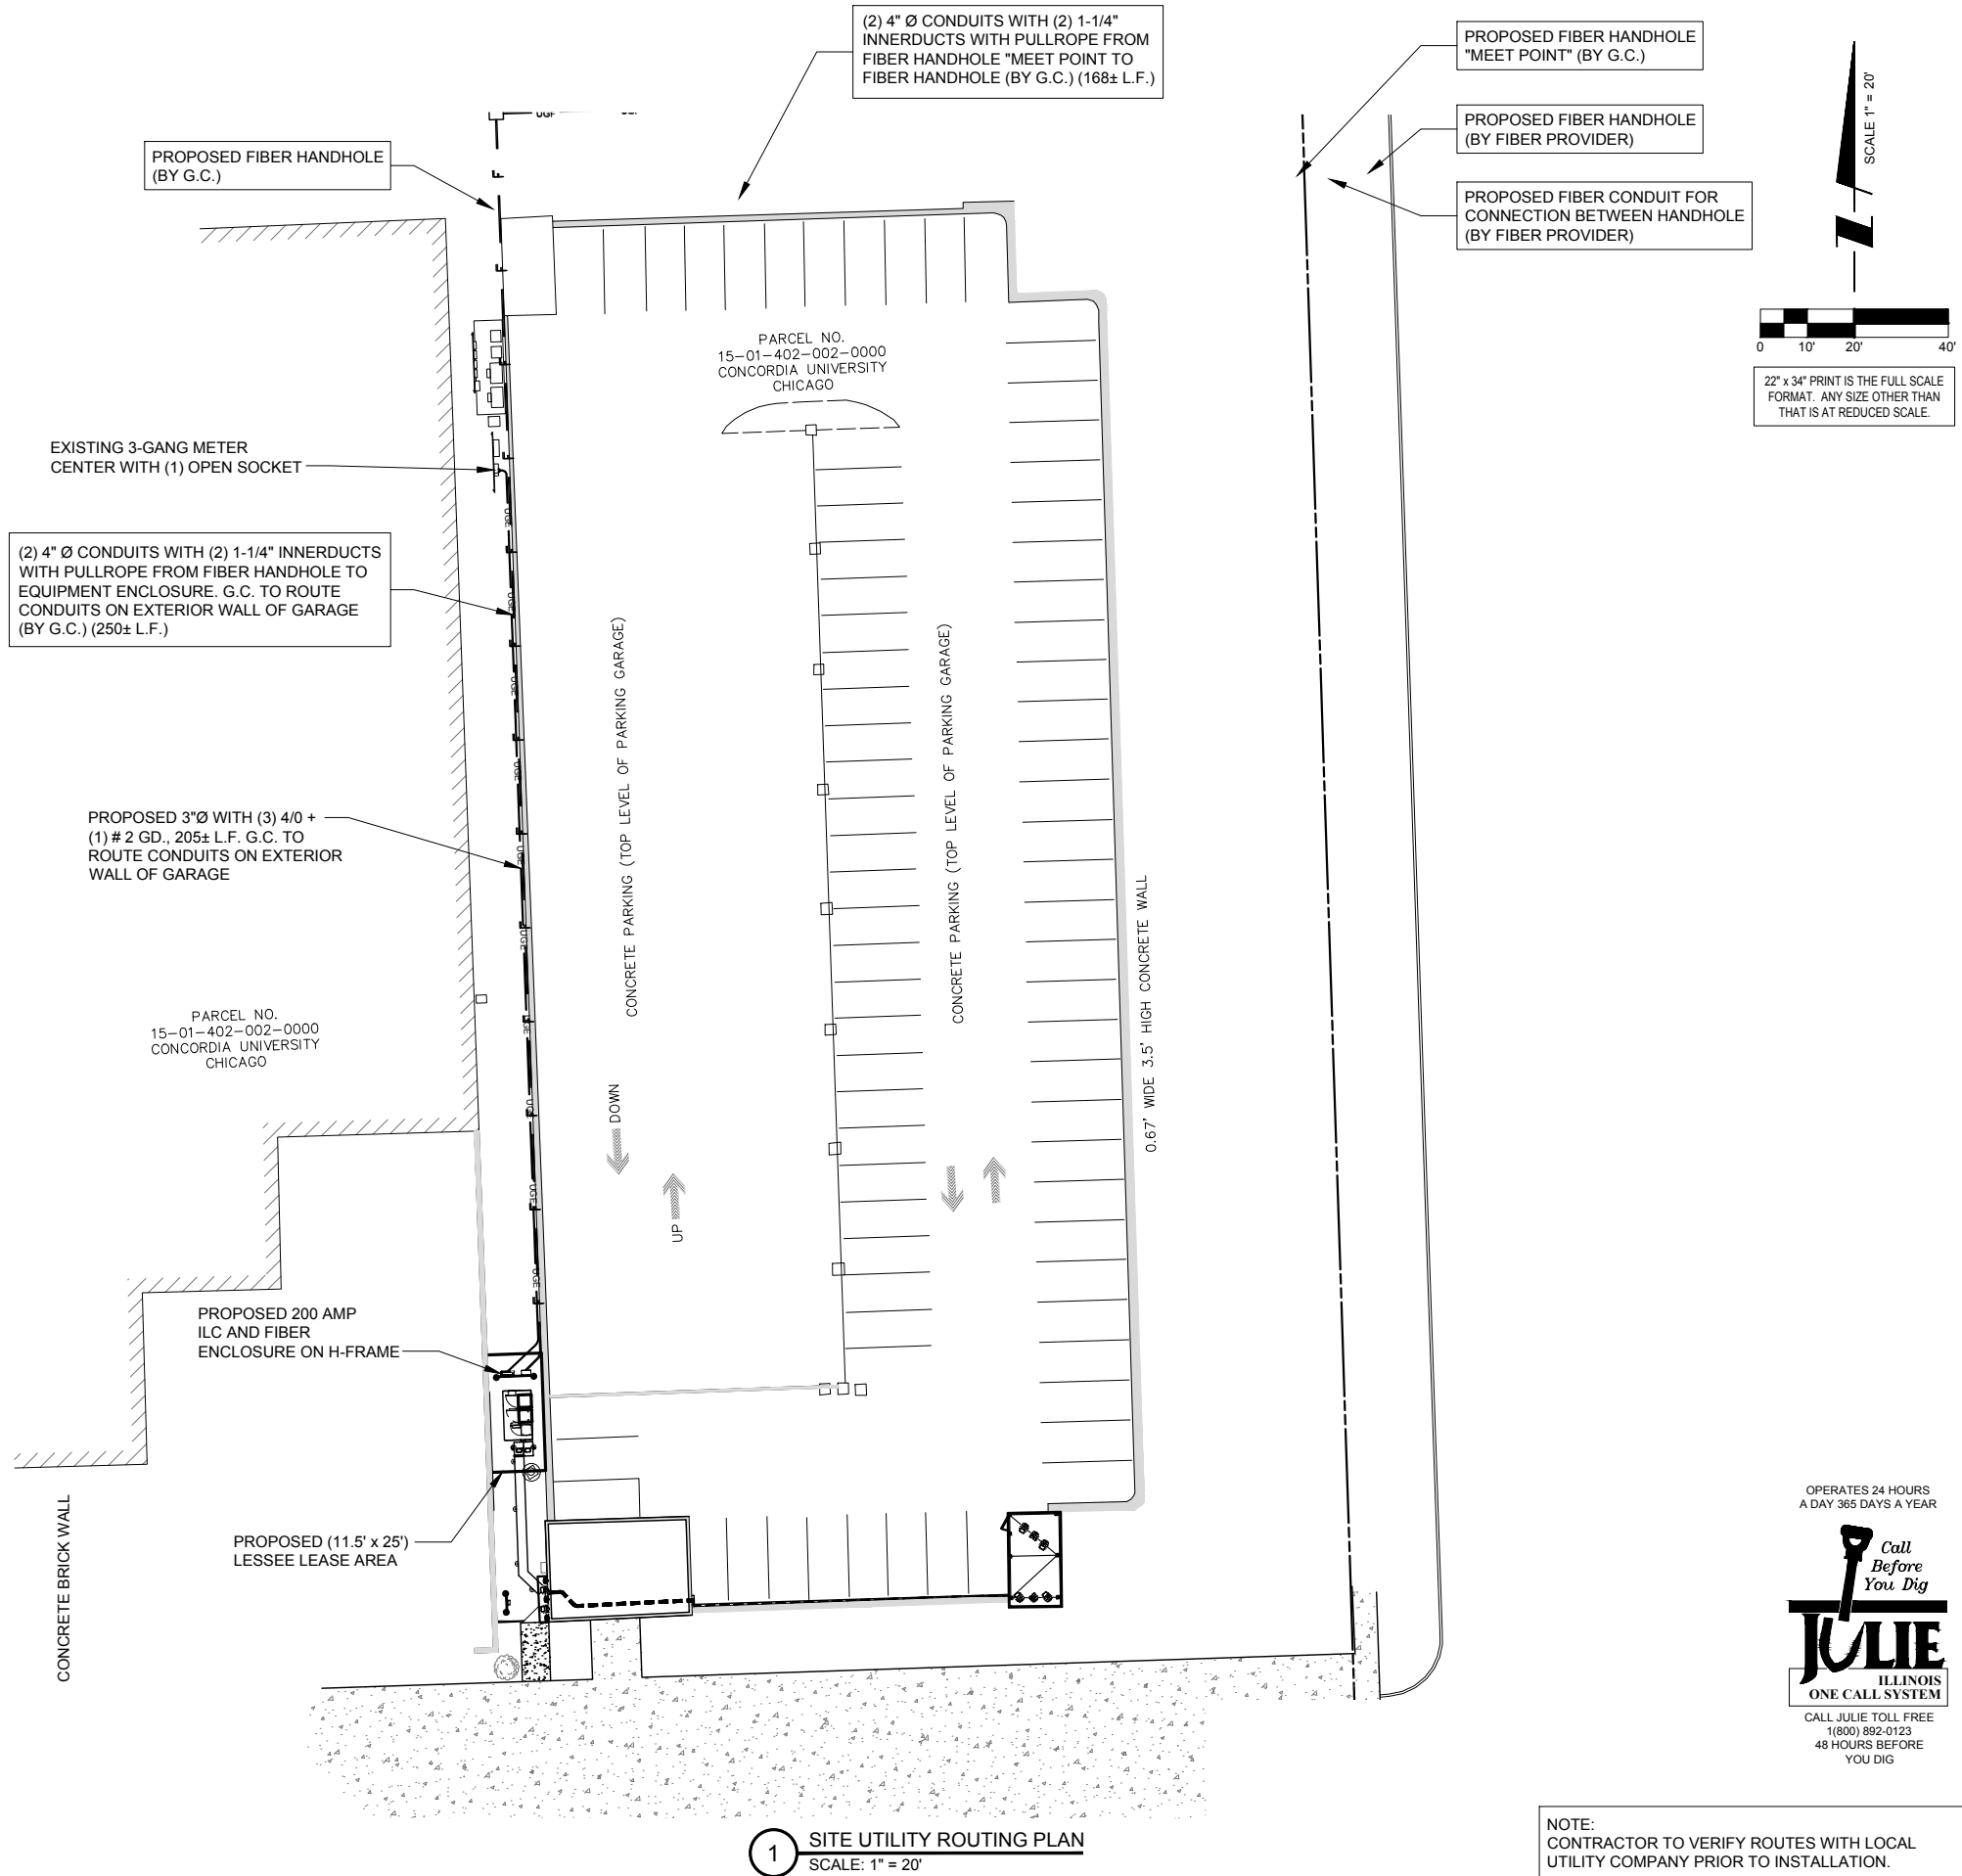 (2) 4" Ø CONDUITS WITH (2) 1-1/4"
INNERDUCTS WITH PULLROPE FROM
FIBER HANDHOLE "MEET POINT TO
FIBER HANDHOLE (BY G.C.) (168± L.F.)
PROPOSED FIBER HANDHOLE
"MEET POINT" (BY G.C.)
PROPOSED FIBER HANDHOLE
(BY FIBER PROVIDER)
PROPOSED FIBER CONDUIT FOR
CONNECTION BETWEEN HANDHOLE
(BY FIBER PROVIDER)
SCALE 1" = 20'
N
0 10' 20' 40'
22" x 34" PRINT IS THE FULL SCALE
FORMAT. ANY SIZE OTHER THAN
THAT IS AT REDUCED SCALE.
PROPOSED FIBER HANDHOLE
(BY G.C.)
PARCEL NO.
15-01-402-002-0000
CONCORDIA UNIVERSITY
CHICAGO
EXISTING 3-GANG METER
CENTER WITH (1) OPEN SOCKET
(2) 4" Ø CONDUITS WITH (2) 1-1/4" INNERDUCTS
WITH PULLROPE FROM FIBER HANDHOLE TO
EQUIPMENT ENCLOSURE. G.C. TO ROUTE
CONDUITS ON EXTERIOR WALL OF GARAGE
(BY G.C.) (250± L.F.)
PROPOSED 3"Ø WITH (3) 4/0 +
(1) # 2 GD., 205± L.F. G.C. TO
ROUTE CONDUITS ON EXTERIOR
WALL OF GARAGE
CONCRETE PARKING (TOP LEVEL OF PARKING GARAGE)
CONCRETE PARKING (TOP LEVEL OF PARKING GARAGE)
0.67' WIDE 3.5' HIGH CONCRETE WALL
PARCEL NO.
15-01-402-002-0000
CONCORDIA UNIVERSITY
CHICAGO
DOWN
UP
PROPOSED 200 AMP
ILC AND FIBER
ENCLOSURE ON H-FRAME
PROPOSED (11.5' x 25')
LESSEE LEASE AREA
CONCRETE BRICK WALL
OPERATES 24 HOURS
A DAY 365 DAYS A YEAR
Call
Before
You Dig
JULIE
ILLINOIS
ONE CALL SYSTEM
CALL JULIE TOLL FREE
1(800) 892-0123
48 HOURS BEFORE
YOU DIG
1 SITE UTILITY ROUTING PLAN
SCALE: 1" = 20'
NOTE:
CONTRACTOR TO VERIFY ROUTES WITH LOCAL
UTILITY COMPANY PRIOR TO INSTALLATION.